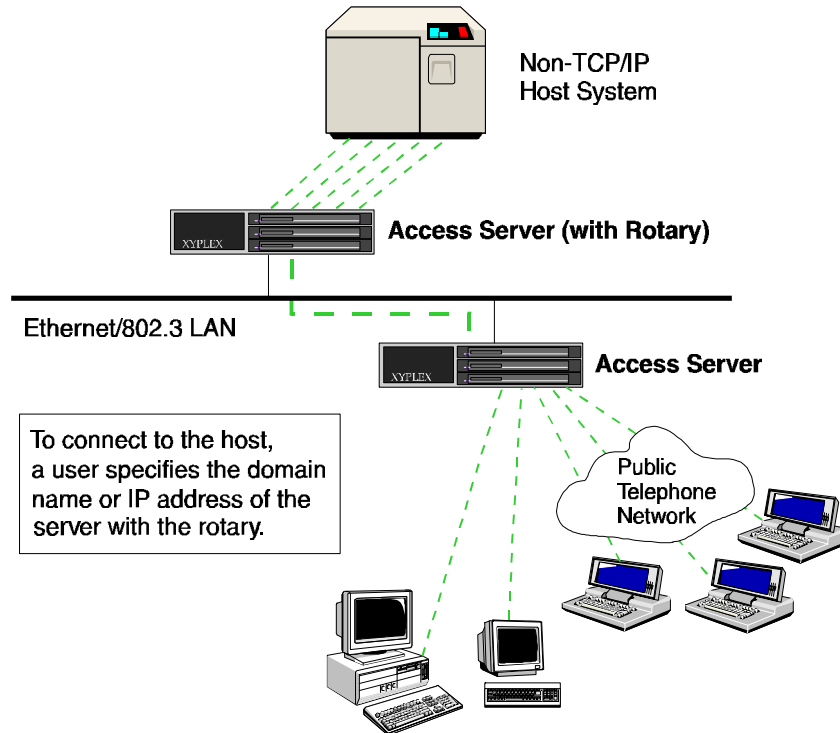 Non-TCP/IP
Host System
XYPLEX
Access Server (with Rotary)
Ethernet/802.3 LAN
XYPLEX
Access Server
To connect to the host,
a user specifies the domain
name or IP address of the
server with the rotary.
Public
Telephone
Network